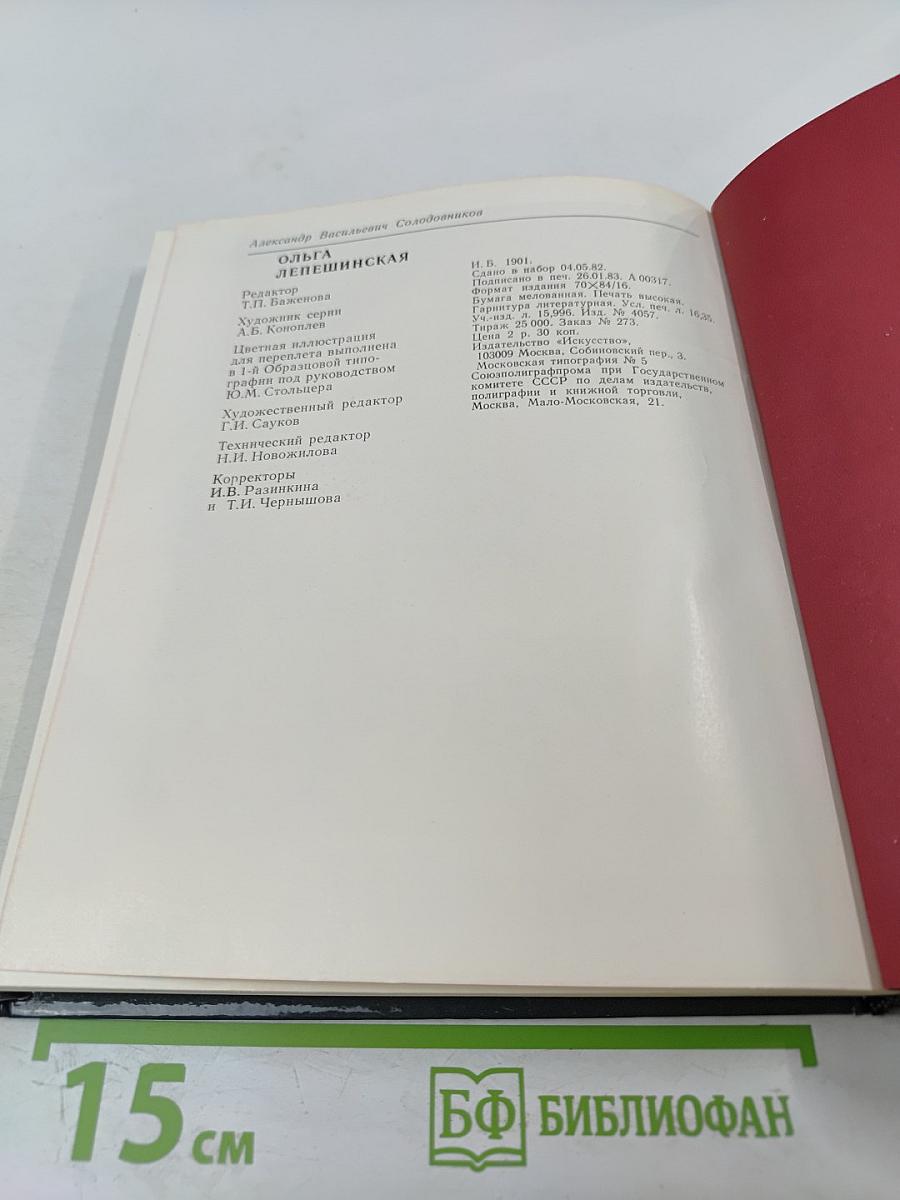 Александр Васильевич Солодовников
ОЛЬГА
ЛЕПЕШИНСКАЯ
Редактор
Т.П. Баженова
Художник серии
А.Б. Коноплев
Цветная иллюстрация
для переплета выполнена
в 1-й Образцовой типо-
графии под руководством
Ю.М. Стольцера
Художественный редактор
Г.И. Сауков
Технический редактор
Н.И. Новожилова
Корректоры
И.В. Разинкина
и Т.И. Чернышова
И. Б. 1901.
Сдано в набор 04.05.82.
Подписано в печ. 26.01.83. А 00317.
Формат издания 70×84/16.
Бумага мелованная. Печать высокая.
Гарнитура литературная. Усл. печ. л. 16,35.
Уч.-изд. л. 15,996. Изд. № 4057.
Тираж 25 000. Заказ № 273.
Цена 2 р. 30 коп.
Издательство «Искусство»,
103009 Москва, Собиновский пер., 3.
Московская типография № 5
Союзполиграфпрома при Государственном
комитете СССР по делам издательств,
полиграфии и книжной торговли,
Москва, Мало-Московская, 21.
15 см
БФ БИБЛИОФАН